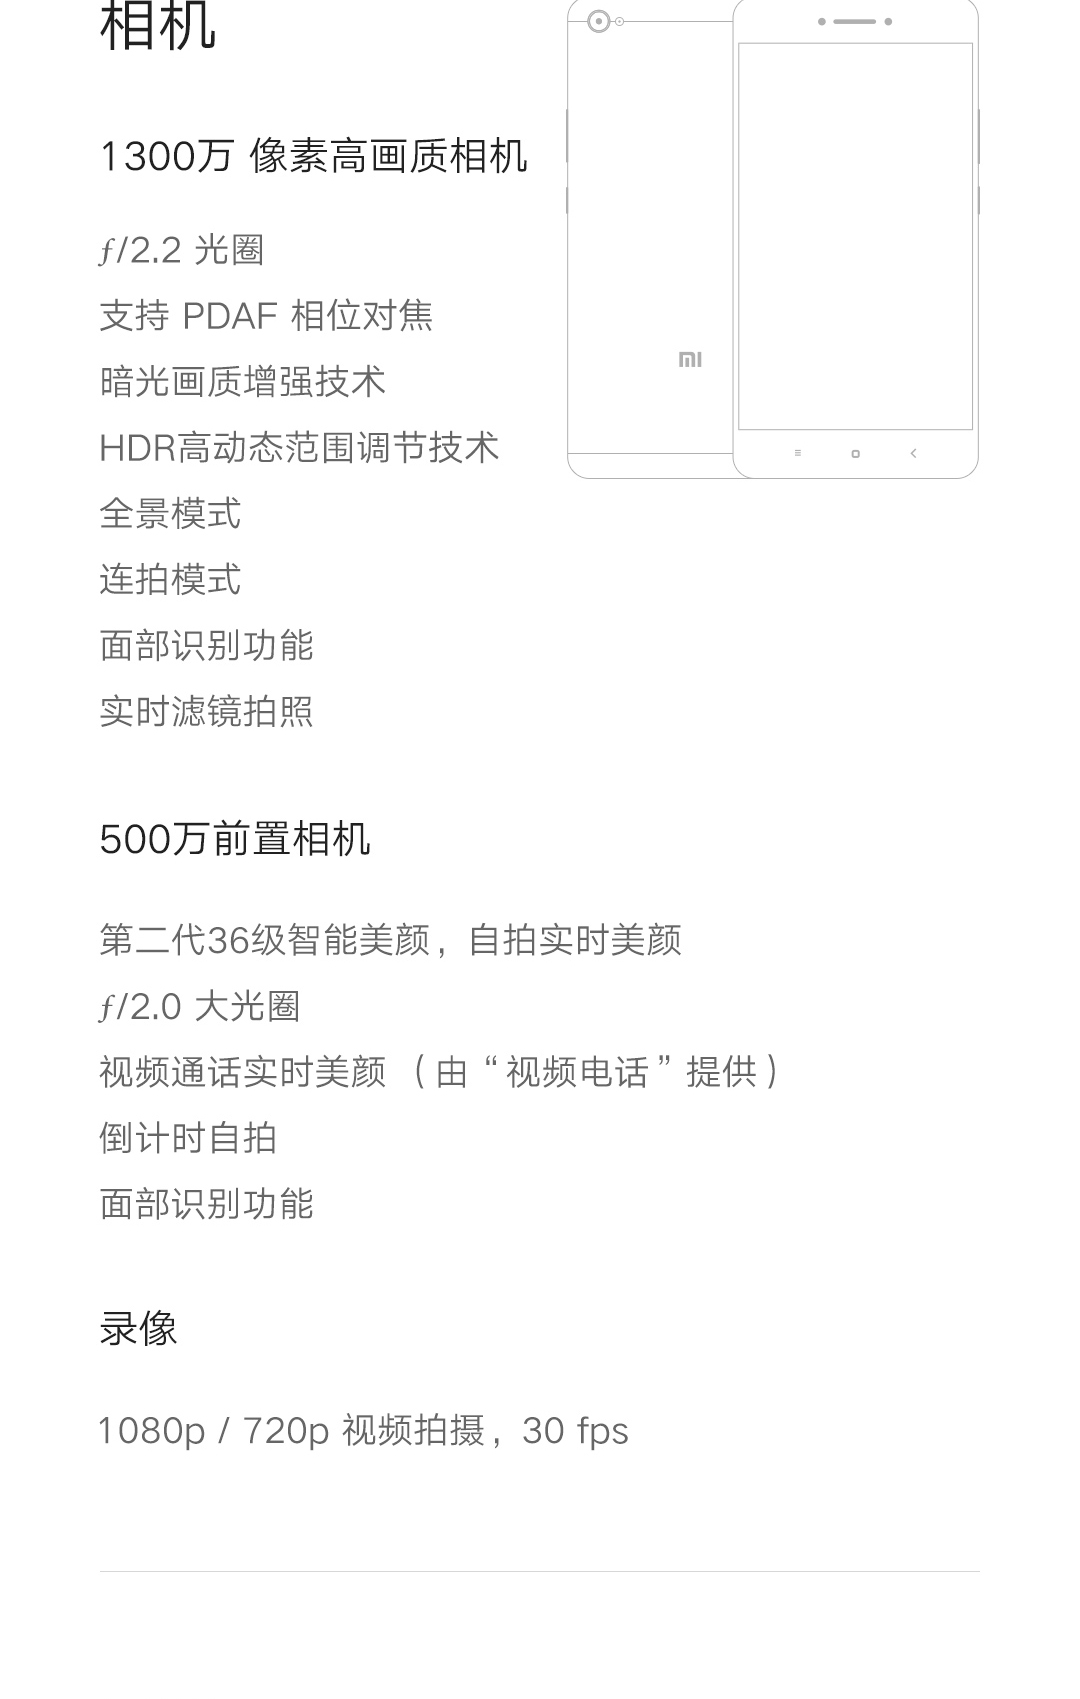 相机
1300万 像素高画质相机
ƒ/2.2 光圈
支持 PDAF 相位对焦
暗光画质增强技术
HDR高动态范围调节技术
全景模式
连拍模式
面部识别功能
实时滤镜拍照
MI
500万前置相机
第二代36级智能美颜，自拍实时美颜
ƒ/2.0 大光圈
视频通话实时美颜 （由“视频电话”提供）
倒计时自拍
面部识别功能
录像
1080p / 720p 视频拍摄，30 fps